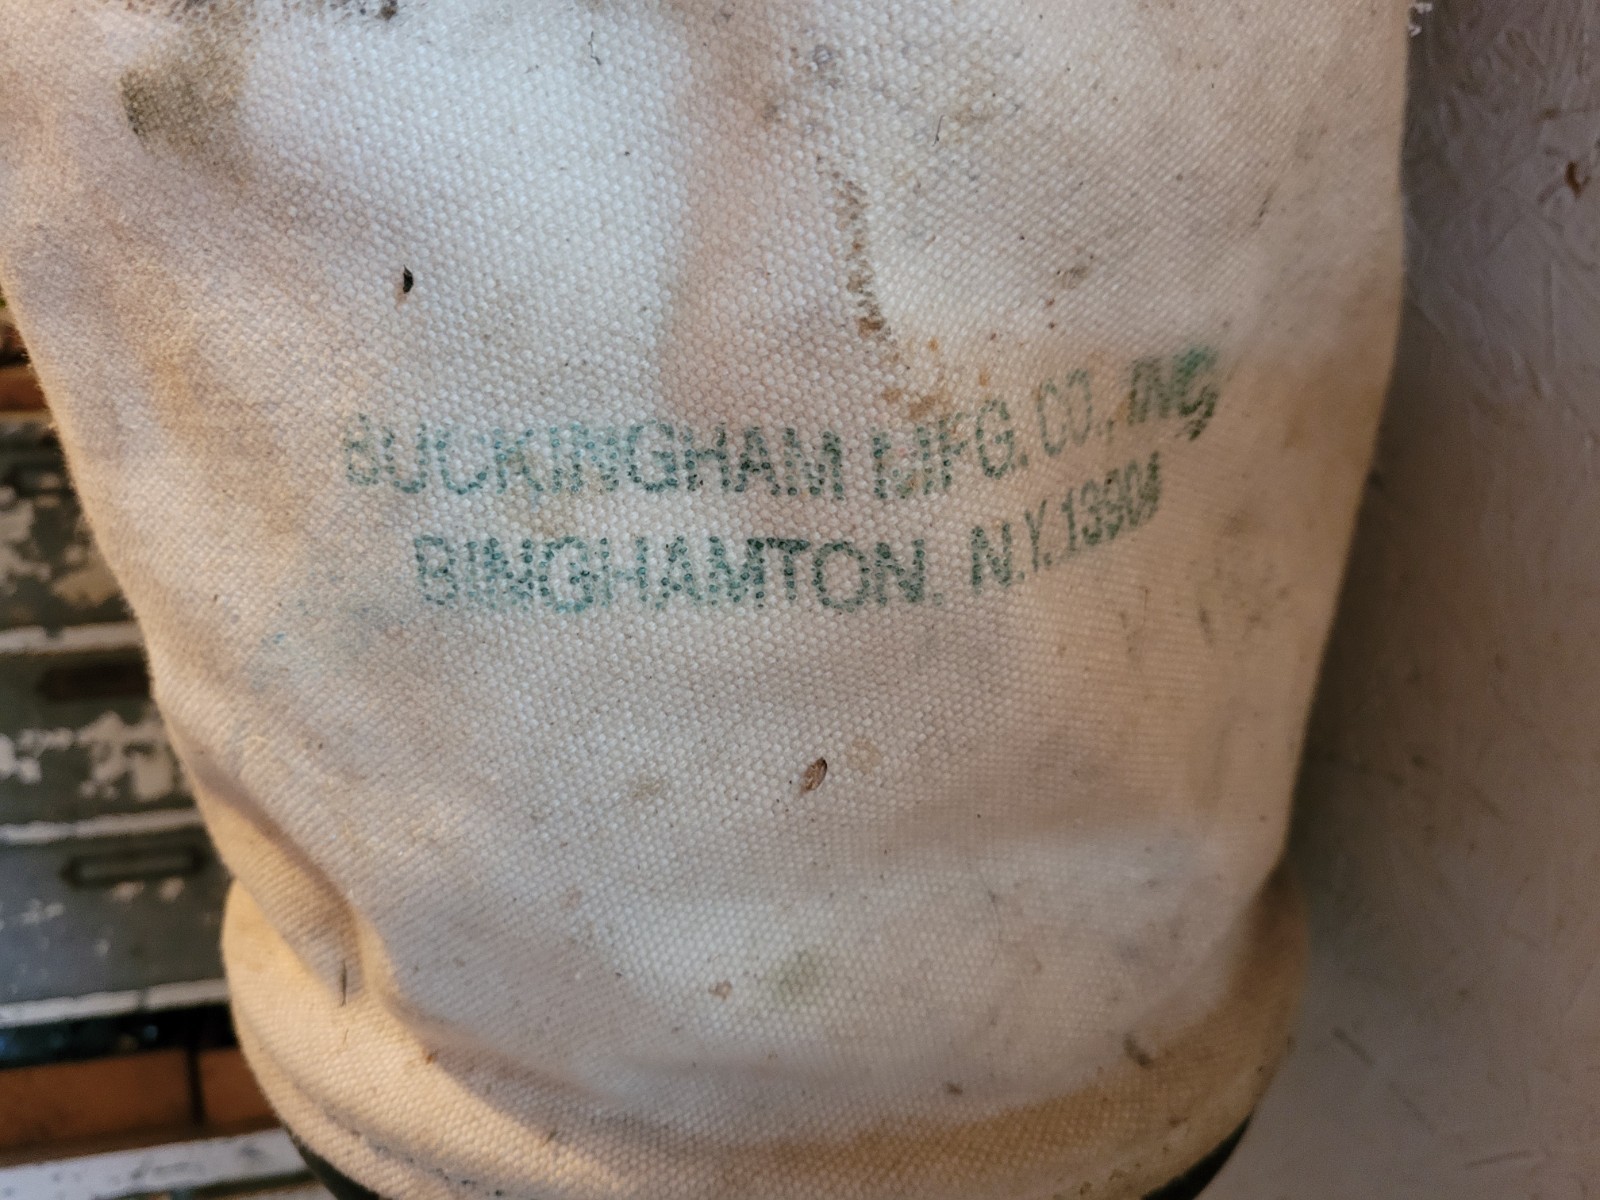 BUCKINGHAM MFG. CO., INC.
BINGHAMTON, N.Y. 13904